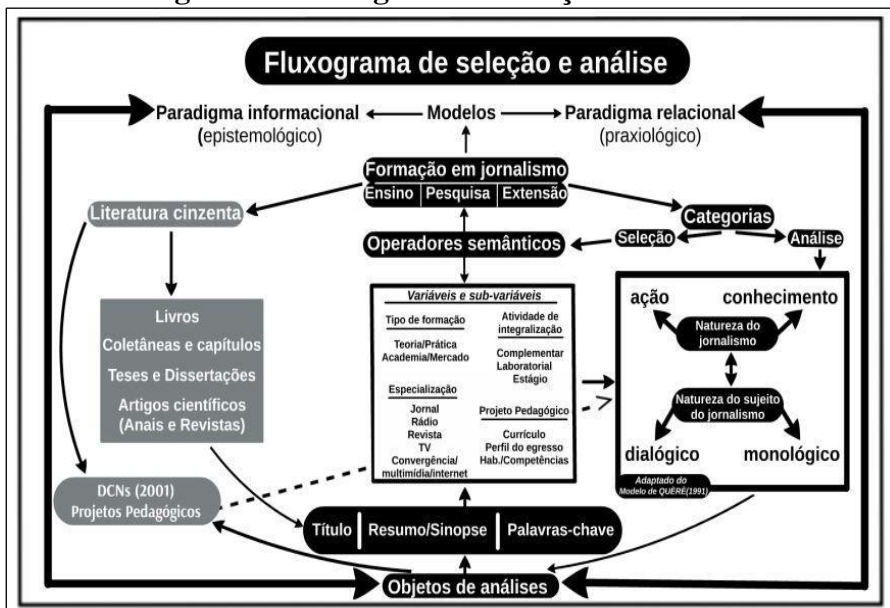 Fluxograma de seleção e análise
Paradigma informacional
(epistemológico)
Modelos
Paradigma relacional
(praxiológico)
Formação em jornalismo
Ensino | Pesquisa | Extensão
Literatura cinzenta
Categorias
Seleção
Análise
Operadores semânticos
Livros
Coletâneas e capítulos
Teses e Dissertações
Artigos científicos
(Anais e Revistas)
Variáveis e sub-variáveis
Tipo de formação
Teoria/Prática
Academia/Mercado
Especialização
Jornal
Rádio
Revista
TV
Convergência/
multimídia/internet
Atividade de
integralização
Complementar
Laboratorial
Estágio
Projeto Pedagógico
Currículo
Perfil do egresso
Hab./Competências
ação
conhecimento
Natureza do
jornalismo
Natureza do sujeito
do jornalismo
dialógico
monológico
Adaptado do
Modelo de QUÉRÉ(1991)
DCNs (2001)
Projetos Pedagógicos
Título | Resumo/Sinopse | Palavras-chave
Objetos de análises